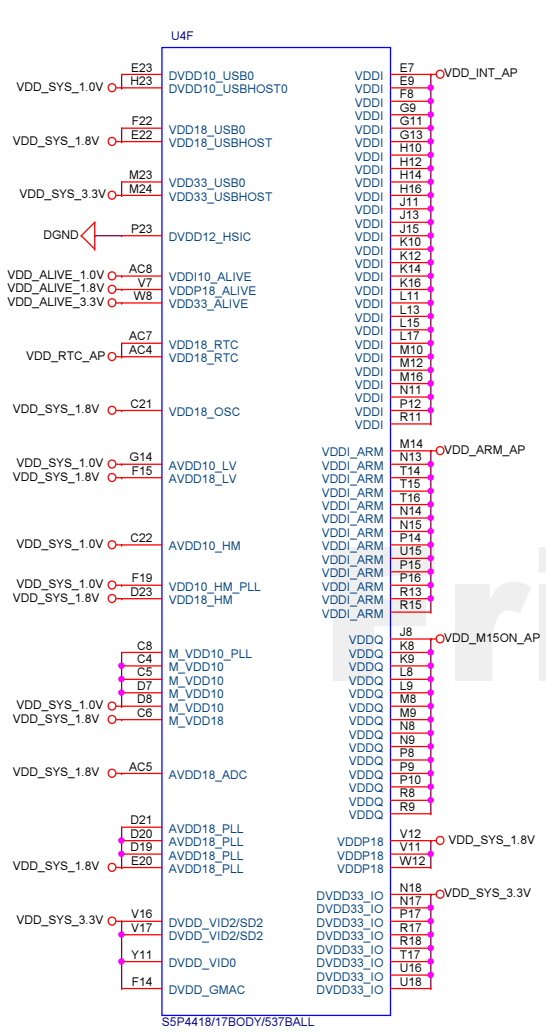 U4F
E23 DVDD10_USB0
VDD_SYS_1.0V H23 DVDD10_USBHOST0
F22 VDD18_USB0
VDD_SYS_1.8V E22 VDD18_USBHOST
M23 VDD33_USB0
VDD_SYS_3.3V M24 VDD33_USBHOST
DGND P23 DVDD12_HSIC
VDD_ALIVE_1.0V AC8 VDDI10_ALIVE
VDD_ALIVE_1.8V V7 VDDP18_ALIVE
VDD_ALIVE_3.3V W8 VDD33_ALIVE
AC7 VDD18_RTC
VDD_RTC_AP AC4 VDD18_RTC
VDD_SYS_1.8V C21 VDD18_OSC
VDD_SYS_1.0V G14 AVDD10_LV
VDD_SYS_1.8V F15 AVDD18_LV
VDD_SYS_1.0V C22 AVDD10_HM
VDD_SYS_1.0V F19 VDD10_HM_PLL
VDD_SYS_1.8V D23 VDD18_HM
C8 M_VDD10_PLL
C4 M_VDD10
C5 M_VDD10
D7 M_VDD10
VDD_SYS_1.0V D8 M_VDD10
VDD_SYS_1.8V C6 M_VDD18
VDD_SYS_1.8V AC5 AVDD18_ADC
D21 AVDD18_PLL
D20 AVDD18_PLL
D19 AVDD18_PLL
VDD_SYS_1.8V E20 AVDD18_PLL
VDD_SYS_3.3V V16 DVDD_VID2/SD2
V17 DVDD_VID2/SD2
Y11 DVDD_VID0
F14 DVDD_GMAC
VDDI E7 VDD_INT_AP
VDDI E9
VDDI F8
VDDI G9
VDDI G11
VDDI G13
VDDI H10
VDDI H12
VDDI H14
VDDI H16
VDDI J11
VDDI J13
VDDI J15
VDDI K10
VDDI K12
VDDI K14
VDDI K16
VDDI L11
VDDI L13
VDDI L15
VDDI L17
VDDI M10
VDDI M12
VDDI M16
VDDI N11
VDDI P12
VDDI R11
VDDI_ARM M14 VDD_ARM_AP
VDDI_ARM N13
VDDI_ARM T14
VDDI_ARM T15
VDDI_ARM T16
VDDI_ARM N14
VDDI_ARM N15
VDDI_ARM P14
VDDI_ARM U15
VDDI_ARM P15
VDDI_ARM P16
VDDI_ARM R13
VDDI_ARM R15
VDDQ J8 VDD_M15ON_AP
VDDQ K8
VDDQ K9
VDDQ L8
VDDQ L9
VDDQ M8
VDDQ M9
VDDQ N8
VDDQ N9
VDDQ P8
VDDQ P9
VDDQ P10
VDDQ R8
VDDQ R9
VDDP18 V12 VDD_SYS_1.8V
VDDP18 V11
VDDP18 W12
DVDD33_IO N18 VDD_SYS_3.3V
DVDD33_IO N17
DVDD33_IO P17
DVDD33_IO R17
DVDD33_IO R18
DVDD33_IO T17
DVDD33_IO U16
DVDD33_IO U18
S5P4418/17BODY/537BALL
Fri